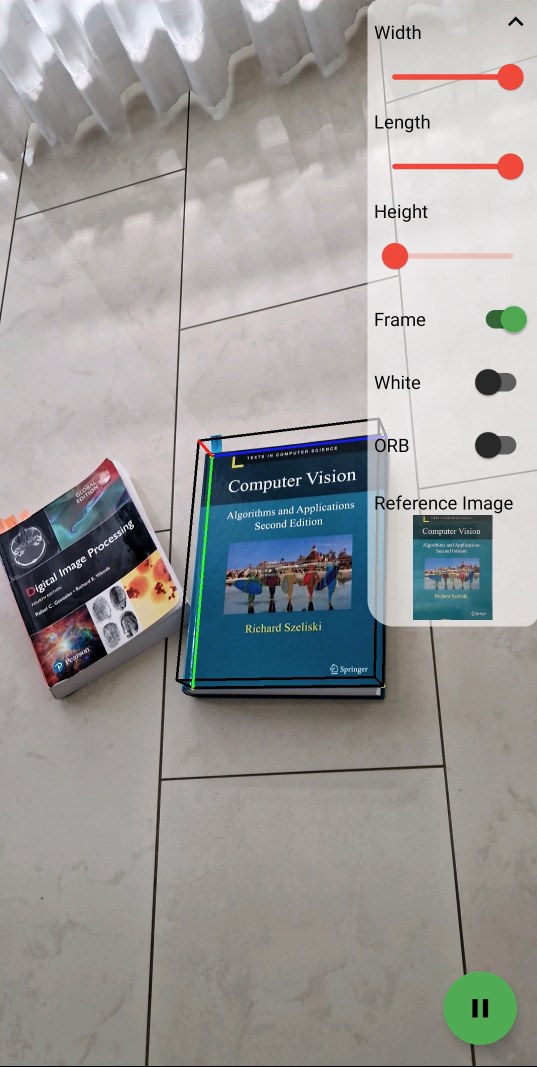 Width
Length
Height
Frame
White
ORB
Reference Image
Computer Vision
Algorithms and Applications
Second Edition
Richard Szeliski
Springer
TEXTS IN COMPUTER SCIENCE
Computer Vision
Algorithms and Applications
Second Edition
Richard Szeliski
Springer
GLOBAL
EDITION
Digital Image Processing
FOURTH EDITION
Rafael C. Gonzalez • Richard E. Woods
P Pearson